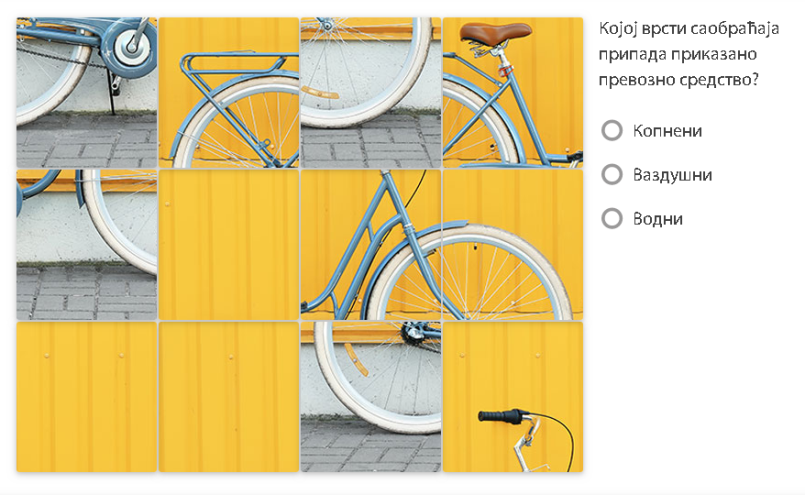 Којој врсти саобраћаја
припада приказано
превозно средство?
Копнени
Ваздушни
Водни